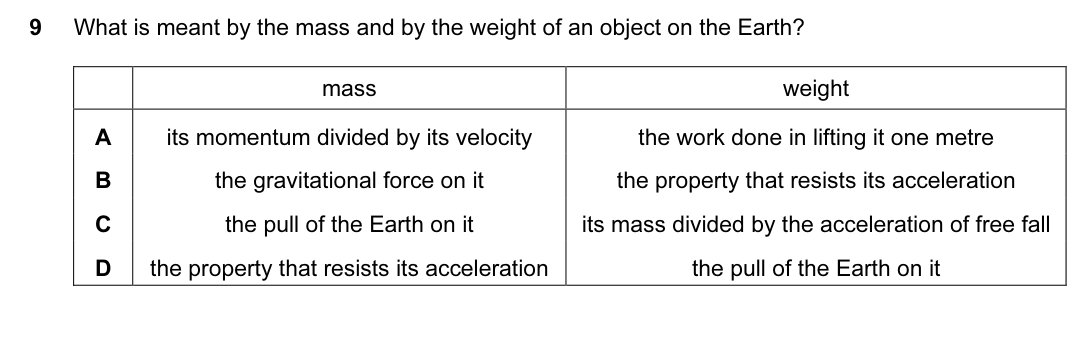 9 What is meant by the mass and by the weight of an object on the Earth?
mass weight
A its momentum divided by its velocity the work done in lifting it one metre
B the gravitational force on it the property that resists its acceleration
C the pull of the Earth on it its mass divided by the acceleration of free fall
D the property that resists its acceleration the pull of the Earth on it